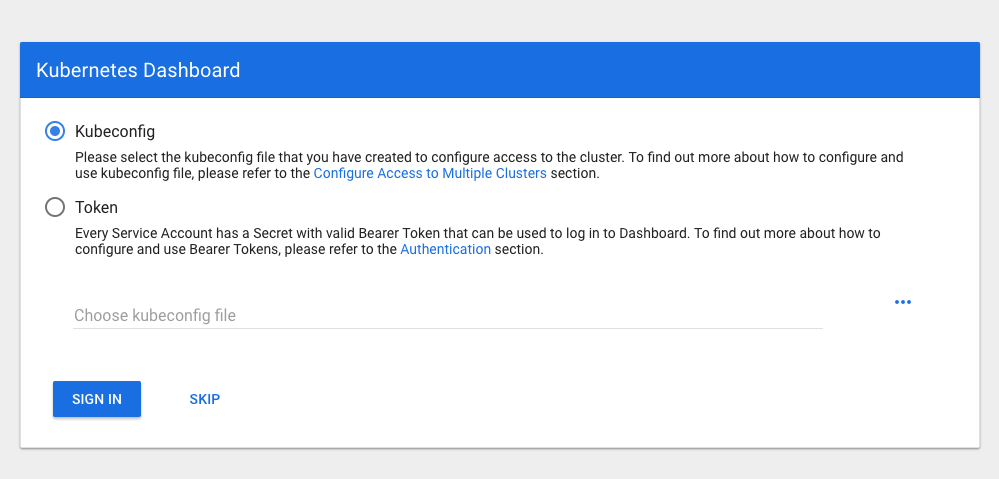 Kubernetes Dashboard
Kubeconfig
Please select the kubeconfig file that you have created to configure access to the cluster. To find out more about how to configure and
use kubeconfig file, please refer to the Configure Access to Multiple Clusters section.
Token
Every Service Account has a Secret with valid Bearer Token that can be used to log in to Dashboard. To find out more about how to
configure and use Bearer Tokens, please refer to the Authentication section.
Choose kubeconfig file
SIGN IN
SKIP